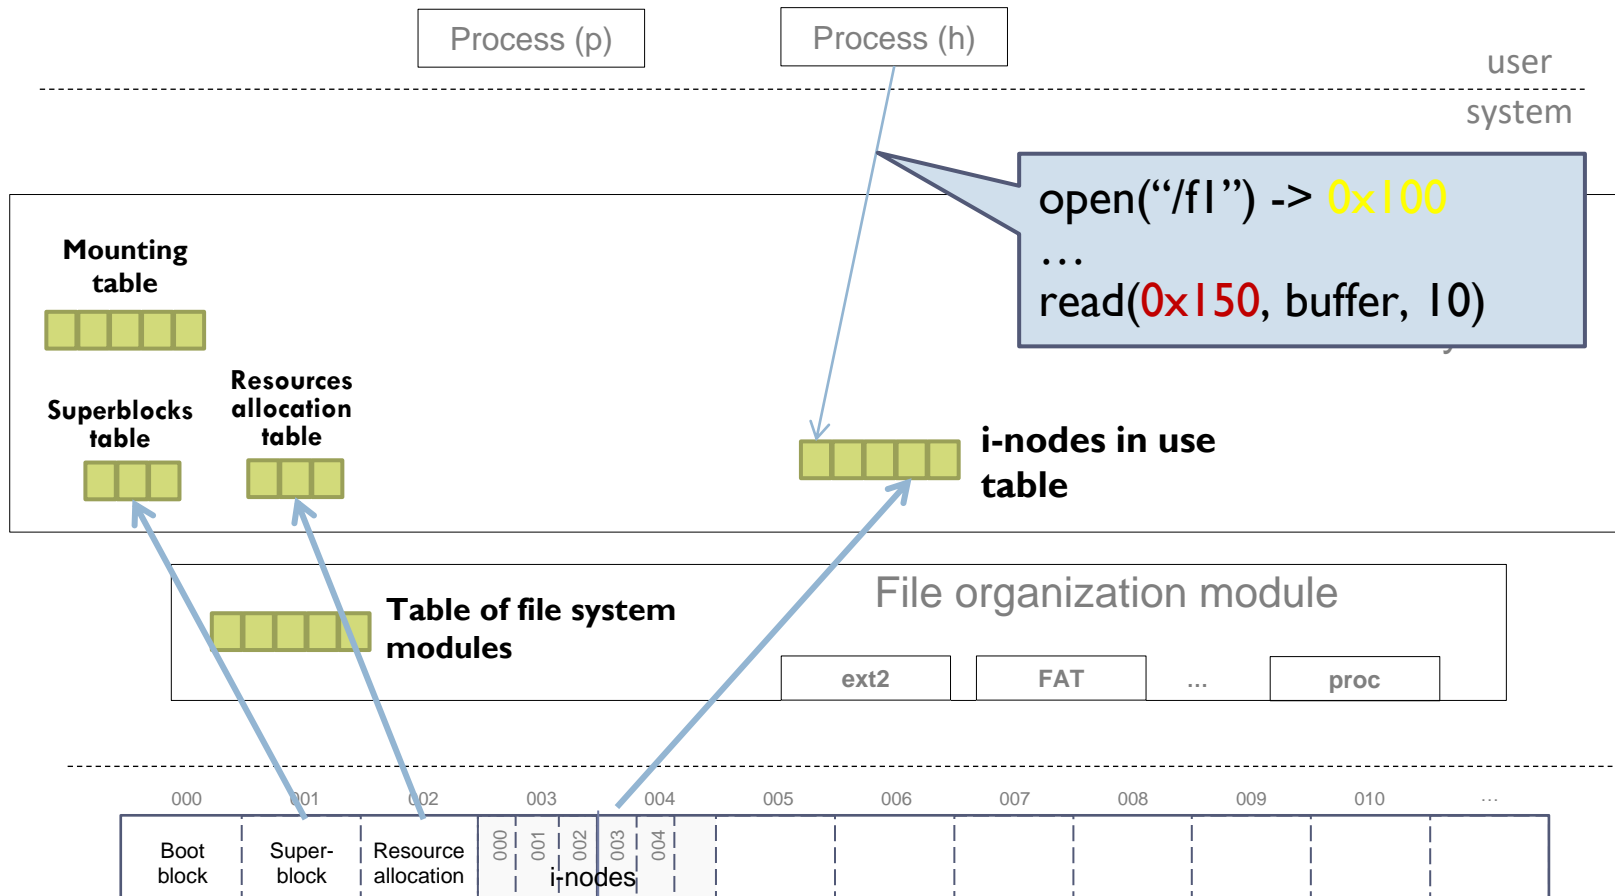 Process (p)
Process (h)
user
system
open(“/f1”) -> 0x100
…
read(0x150, buffer, 10)
Mounting
table
Superblocks
table
Resources
allocation
table
i-nodes in use
table
File organization module
Table of file system
modules
ext2
FAT
...
proc
000
001
002
003
004
005
006
007
008
009
010
...
Boot
block
Super-
block
Resource
allocation
000
001
002
003
004
i-nodes